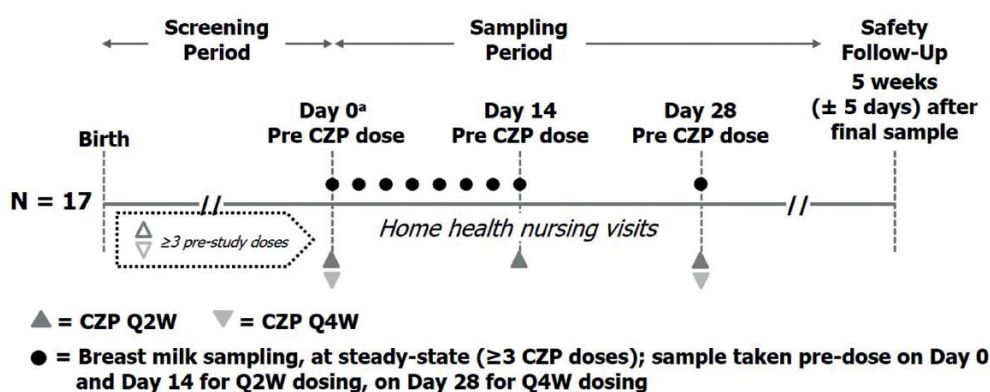 Screening
Period
Sampling
Period
Safety
Follow-Up
5 weeks
(± 5 days) after
final sample
Birth
Day 0ᵃ
Pre CZP dose
Day 14
Pre CZP dose
Day 28
Pre CZP dose
N = 17
//
//
≥3 pre-study doses
Home health nursing visits
▲ = CZP Q2W ▼ = CZP Q4W
● = Breast milk sampling, at steady-state (≥3 CZP doses); sample taken pre-dose on Day 0
and Day 14 for Q2W dosing, on Day 28 for Q4W dosing